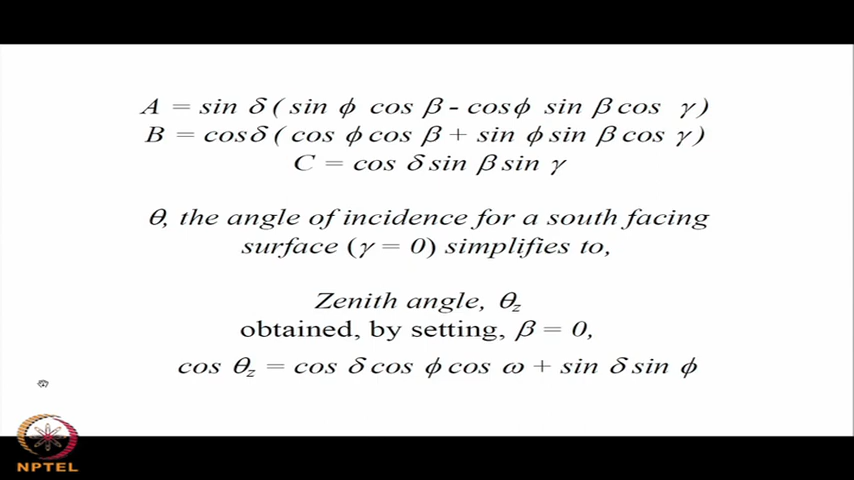 A = sin δ ( sin ϕ cos β - cosϕ sin β cos γ )
B = cosδ ( cos ϕ cos β + sin ϕ sin β cos γ )
C = cos δ sin β sin γ
θ, the angle of incidence for a south facing
surface (γ = 0) simplifies to,
Zenith angle, θz
obtained, by setting, β = 0,
cos θz = cos δ cos ϕ cos ω + sin δ sin ϕ
NPTEL